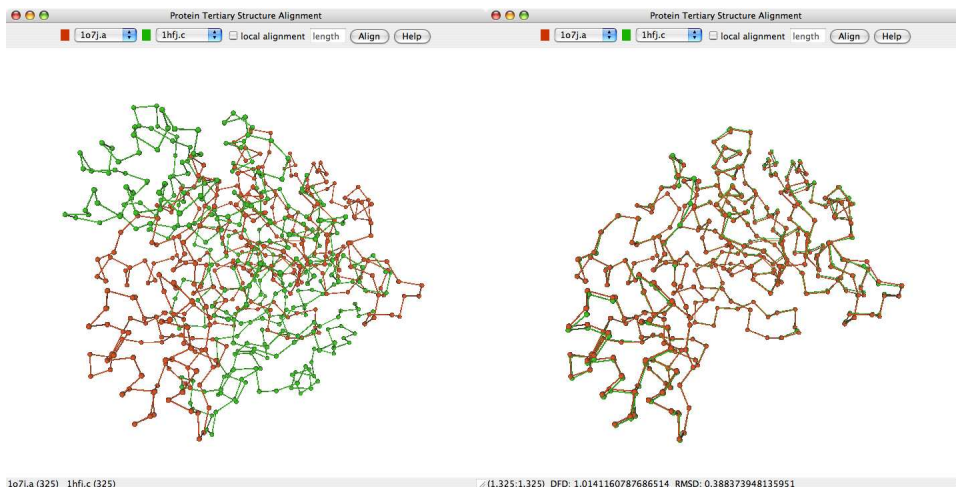 Protein Tertiary Structure Alignment
1o7j.a 1hfj.c local alignment length Align Help
1o7j.a (325) 1hfj.c (325)
Protein Tertiary Structure Alignment
1o7j.a 1hfj.c local alignment length Align Help
(1,325:1,325) DFD: 1.0141160787686514 RMSD: 0.388373948135951